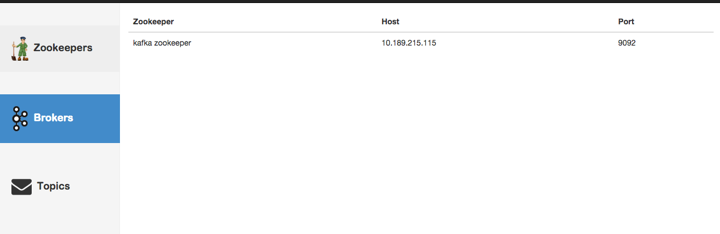 Zookeeper Host Port
kafka zookeeper 10.189.215.115 9092
Zookeepers
Brokers
Topics